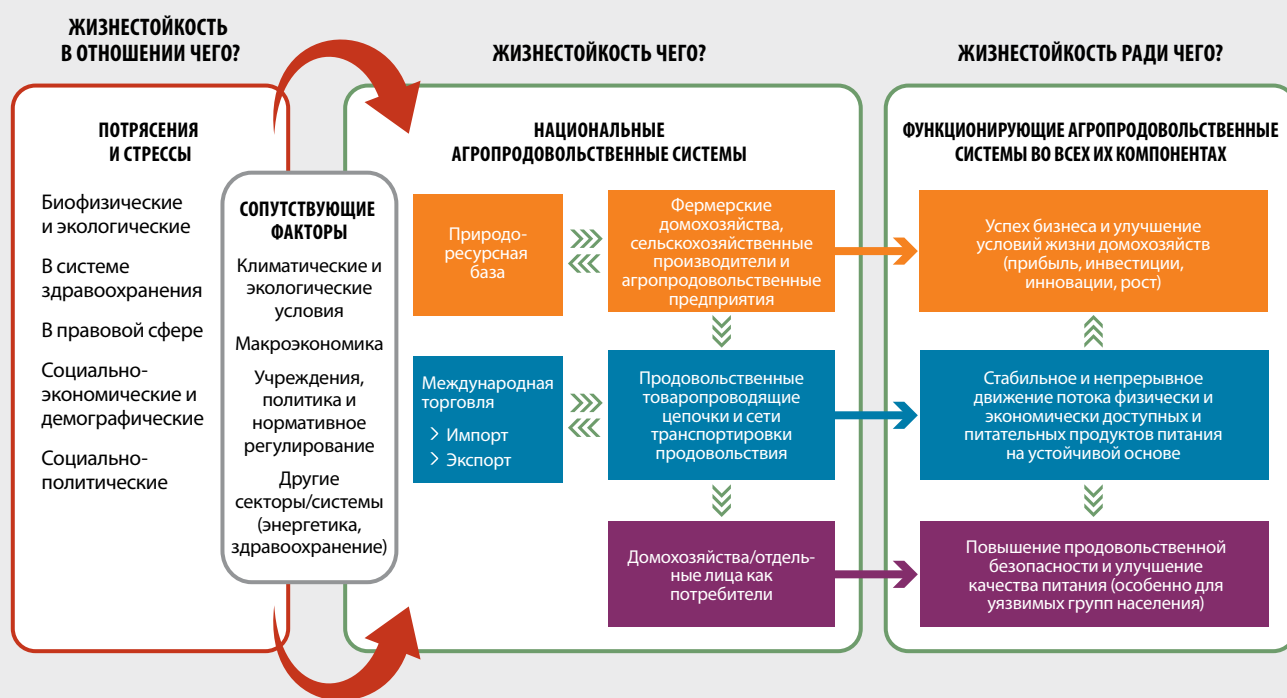 ЖИЗНЕСТОЙКОСТЬ
В ОТНОШЕНИИ ЧЕГО?
ПОТРЯСЕНИЯ
И СТРЕССЫ
Биофизические
и экологические
В системе
здравоохранения
В правовой сфере
Социально-
экономические и
демографические
Социально-
политические
СОПУТСТВУЮЩИЕ
ФАКТОРЫ
Климатические и
экологические
условия
Макроэкономика
Учреждения,
политика и
нормативное
регулирование
Другие
секторы/системы
(энергетика,
здравоохранение)
ЖИЗНЕСТОЙКОСТЬ ЧЕГО?
НАЦИОНАЛЬНЫЕ
АГРОПРОДОВОЛЬСТВЕННЫЕ СИСТЕМЫ
Природо-
ресурсная
база
Фермерские
домохозяйства,
сельскохозяйственные
производители и
агропродовольственные
предприятия
Международная
торговля
> Импорт
> Экспорт
Продовольственные
товаропроводящие
цепочки и сети
транспортировки
продовольствия
Домохозяйства/отдель-
ные лица как
потребители
ЖИЗНЕСТОЙКОСТЬ РАДИ ЧЕГО?
ФУНКЦИОНИРУЮЩИЕ АГРОПРОДОВОЛЬСТВЕННЫЕ
СИСТЕМЫ ВО ВСЕХ ИХ КОМПОНЕНТАХ
Успех бизнеса и улучшение
условий жизни домохозяйств
(прибыль, инвестиции,
инновации, рост)
Стабильное и непрерывное
движение потока физически и
экономически доступных и
питательных продуктов питания
на устойчивой основе
Повышение продовольственной
безопасности и улучшение
качества питания (особенно для
уязвимых групп населения)